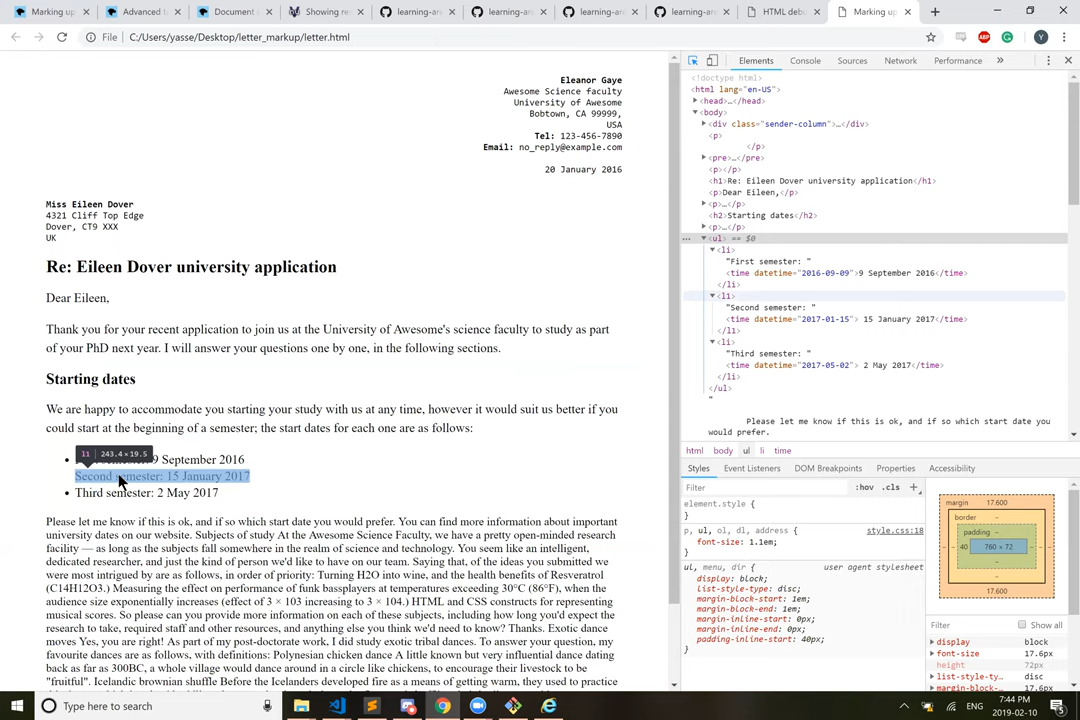 Marking up
Advanced t
Document
Showing re
learning-are
learning-are
learning-are
learning-are
HTML debu
Marking up
File
C:/Users/yasse/Desktop/letter_markup/letter.html
ABP
Y
Eleanor Gaye
Awesome Science faculty
University of Awesome
Bobtown, CA 99999,
USA
Tel: 123-456-7890
Email: no_reply@example.com
20 January 2016
Miss Eileen Dover
4321 Cliff Top Edge
Dover, CT9 XXX
UK
Re: Eileen Dover university application
Dear Eileen,
Thank you for your recent application to join us at the University of Awesome's science faculty to study as part
of your PhD next year. I will answer your questions one by one, in the following sections.
Starting dates
We are happy to accommodate you starting your study with us at any time, however it would suit us better if you
could start at the beginning of a semester; the start dates for each one are as follows:
l1 243.4 × 19.5
9 September 2016
Second semester: 15 January 2017
Third semester: 2 May 2017
Please let me know if this is ok, and if so which start date you would prefer. You can find more information about important
university dates on our website. Subjects of study At the Awesome Science Faculty, we have a pretty open-minded research
facility — as long as the subjects fall somewhere in the realm of science and technology. You seem like an intelligent,
dedicated researcher, and just the kind of person we'd like to have on our team. Saying that, of the ideas you submitted we
were most intrigued by are as follows, in order of priority: Turning H2O into wine, and the health benefits of Resveratrol
(C14H12O3.) Measuring the effect on performance of funk bassplayers at temperatures exceeding 30°C (86°F), when the
audience size exponentially increases (effect of 3 × 103 increasing to 3 × 104.) HTML and CSS constructs for representing
musical scores. So please can you provide more information on each of these subjects, including how long you'd expect the
research to take, required staff and other resources, and anything else you think we'd need to know? Thanks. Exotic dance
moves Yes, you are right! As part of my post-doctorate work, I did study exotic tribal dances. To answer your question, my
favourite dances are as follows, with definitions: Polynesian chicken dance A little known but very influential dance dating
back as far as 300BC, a whole village would dance around in a circle like chickens, to encourage their livestock to be
"fruitful". Icelandic brownian shuffle Before the Icelanders developed fire as a means of getting warm, they used to practice
Elements
Console
Sources
Network
Performance
<!doctype html>
<html lang="en-US">
<head>…</head>
<body>
<div class="sender-column">…</div>
<p>
</p>
<pre>…</pre>
<p></p>
<h1>Re: Eileen Dover university application</h1>
<p>Dear Eileen,</p>
<p>…</p>
<h2>Starting dates</h2>
<p>…</p>
… <ul> == $0
<li>
"First semester: "
<time datetime="2016-09-09">9 September 2016</time>
</li>
<l1>
"Second semester: "
<time datetime="2017-01-15"> 15 January 2017</time>
</l1>
<li>
"Third semester: "
<time datetime="2017-05-02"> 2 May 2017</time>
</li>
</ul>
"
Please let me know if this is ok, and if so which start date you
would prefer.
html body ul li time
Styles
Event Listeners
DOM Breakpoints
Properties
Accessibility
Filter
:hov .cls +
element.style {
}
p, ul, ol, dl, address {
style.css:18
font-size: 1.1em;
}
ul, menu, dir {
user agent stylesheet
display: block;
list-style-type: disc;
margin-block-start: 1em;
margin-block-end: 1em;
margin-inline-start: 0px;
margin-inline-end: 0px;
padding-inline-start: 40px;
}
margin 17.600
border –
padding –
40
760 × 72
17.600
Filter
Show all
display block
font-size 17.6px
height 72px
list-style-ty… disc
margin-block- 17.6px
Type here to search
ENG
7:44 PM
2019-02-10
5